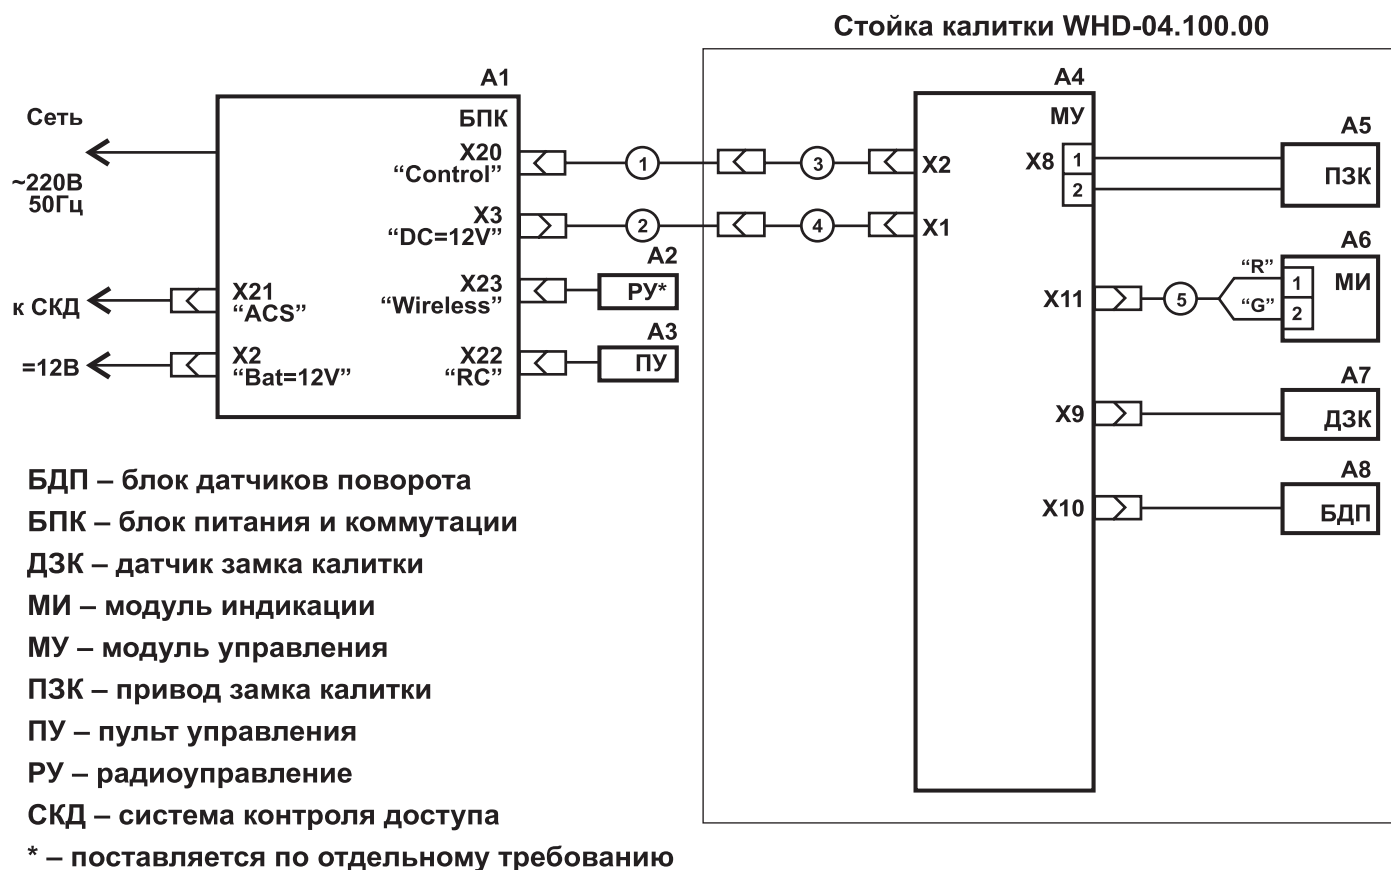 Стойка калитки WHD-04.100.00
A1
БПК
Сеть
~220В
50Гц
X20
“Control”
1
3
X3
“DC=12V”
2
4
A2
X23
“Wireless”
РУ*
A3
X22
“RC”
ПУ
к СКД
X21
“ACS”
=12В
X2
“Bat=12V”
A4
МУ
X2
X1
X8
1
2
A5
ПЗК
A6
МИ
X11
5
“R”
“G”
1
2
A7
X9
ДЗК
A8
X10
БДП
БДП – блок датчиков поворота
БПК – блок питания и коммутации
ДЗК – датчик замка калитки
МИ – модуль индикации
МУ – модуль управления
ПЗК – привод замка калитки
ПУ – пульт управления
РУ – радиоуправление
СКД – система контроля доступа
* – поставляется по отдельному требованию